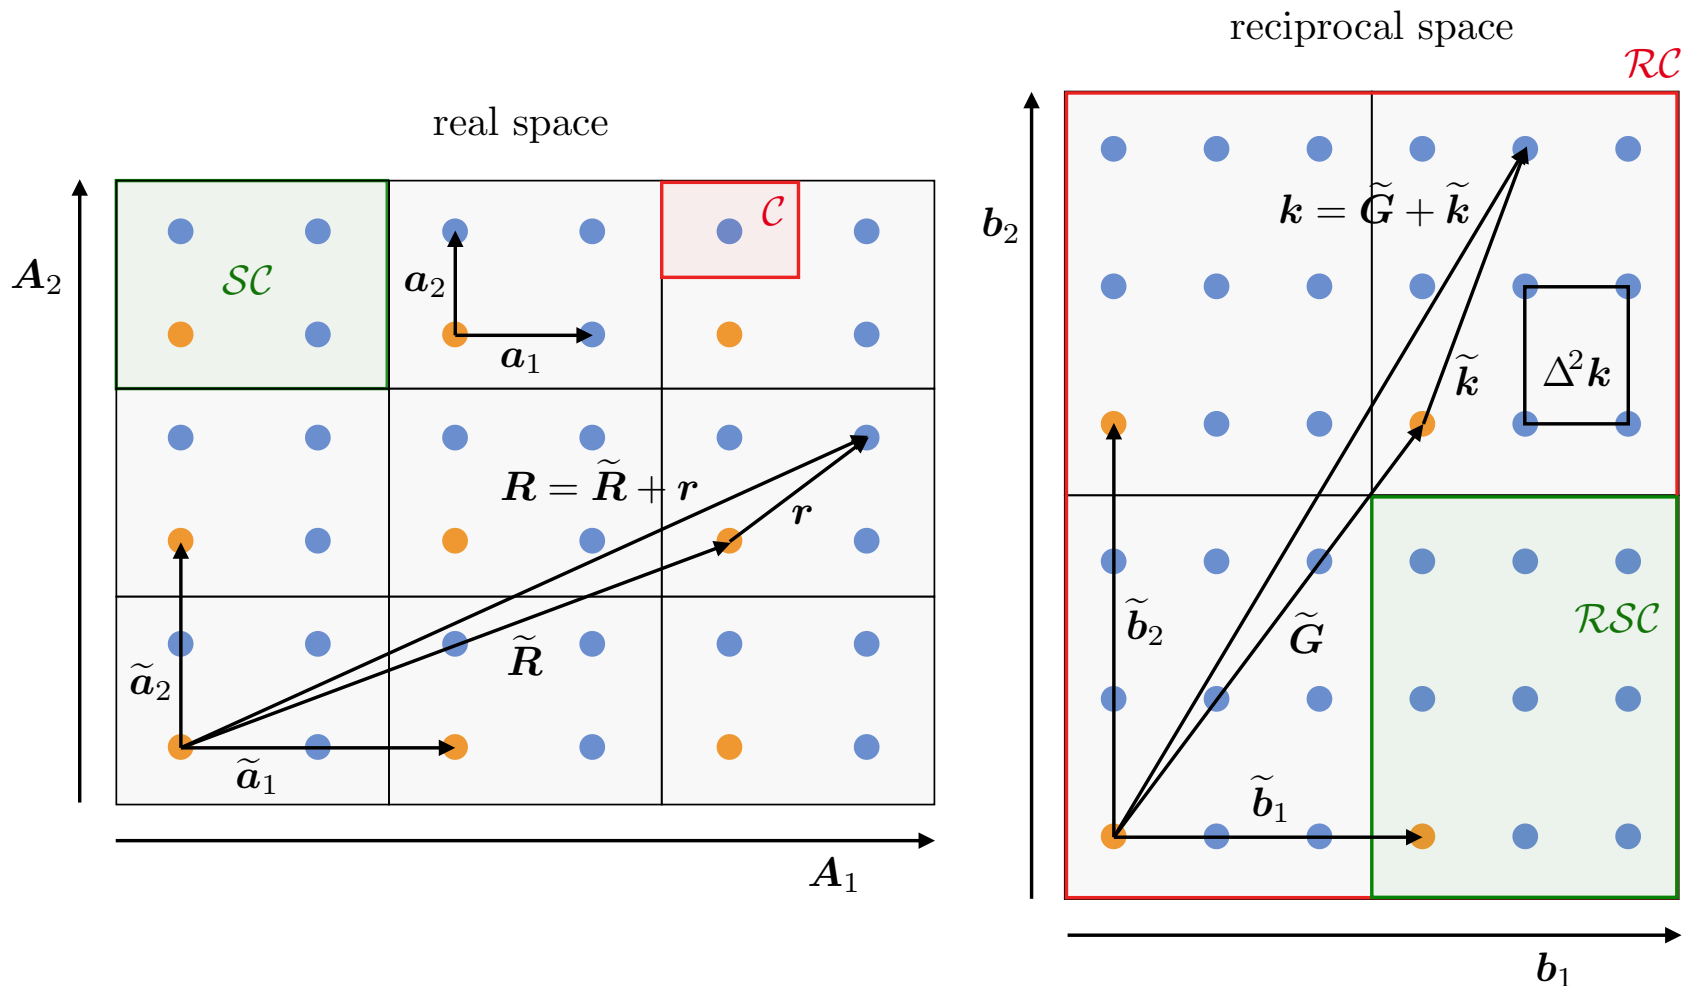 real space
A₂
SC
a₂
a₁
C
R = R̃ + r
r
R̃
ã₂
ã₁
A₁
reciprocal space
RC
b₂
k = G̃ + k̃
k̃
Δ²k
b̃₂
G̃
RSC
b̃₁
b₁